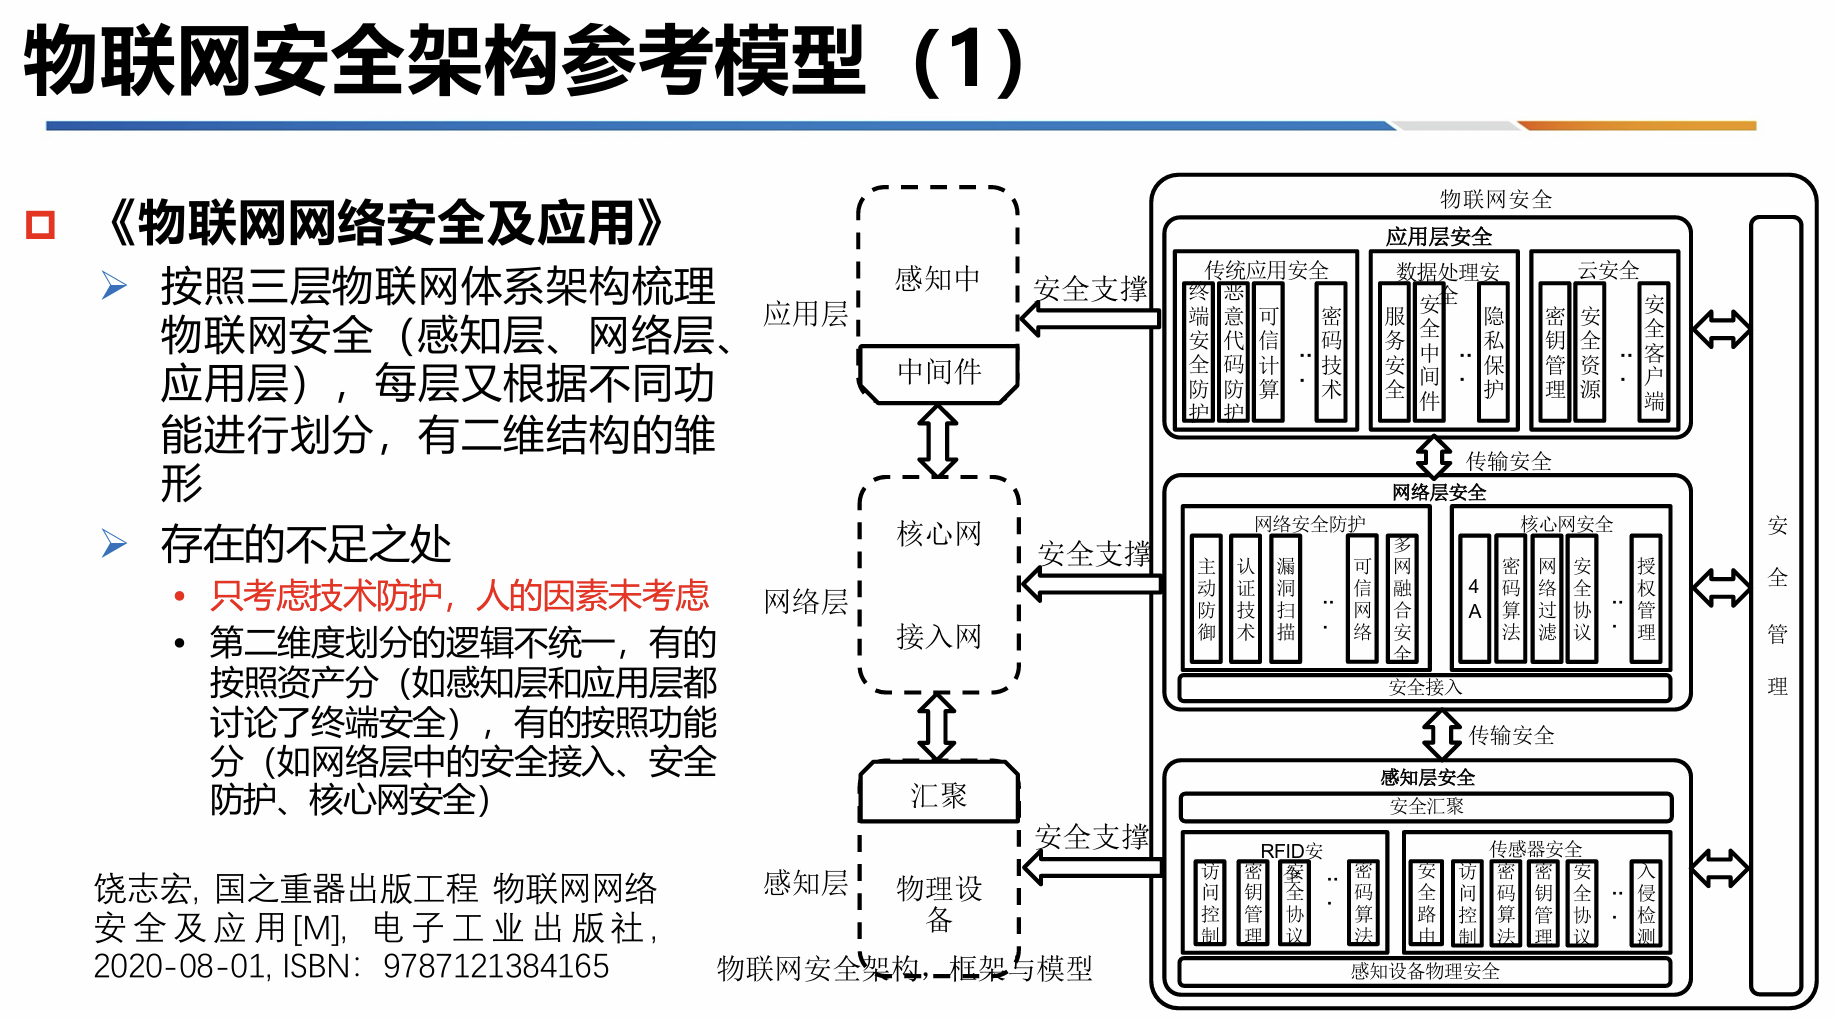 物联网安全架构参考模型（1）
《物联网网络安全及应用》
按照三层物联网体系架构梳理
物联网安全（感知层、网络层、
应用层），每层又根据不同功
能进行划分，有二维结构的雏
形
存在的不足之处
只考虑技术防护，人的因素未考虑
第二维度划分的逻辑不统一，有的
按照资产分（如感知层和应用层都
讨论了终端安全），有的按照功能
分（如网络层中的安全接入、安全
防护、核心网安全）
饶志宏, 国之重器出版工程 物联网网络
安全及应用[M], 电子工业出版社,
2020-08-01, ISBN：9787121384165
应用层
感知中
中间件
安全支撑
网络层
核心网
接入网
安全支撑
感知层
汇聚
物理设
备
安全支撑
物联网安全架构，框架与模型
物联网安全
应用层安全
传统应用安全
终端安全防护
恶意代码防护
可信计算
...
密码技术
数据处理安
全
服务安全
安全中间件
...
隐私保护
云安全
密钥管理
安全资源
...
安全客户端
传输安全
网络层安全
网络安全防护
主动防御
认证技术
漏洞扫描
...
可信网络
多网融合安全
核心网安全
4A
密码算法
网络过滤
安全协议
...
授权管理
安全接入
传输安全
感知层安全
安全汇聚
RFID安
全
访问控制
密钥管理
安全协议
...
密码算法
传感器安全
安全路由
访问控制
密码算法
密钥管理
安全协议
...
入侵检测
感知设备物理安全
安全管理